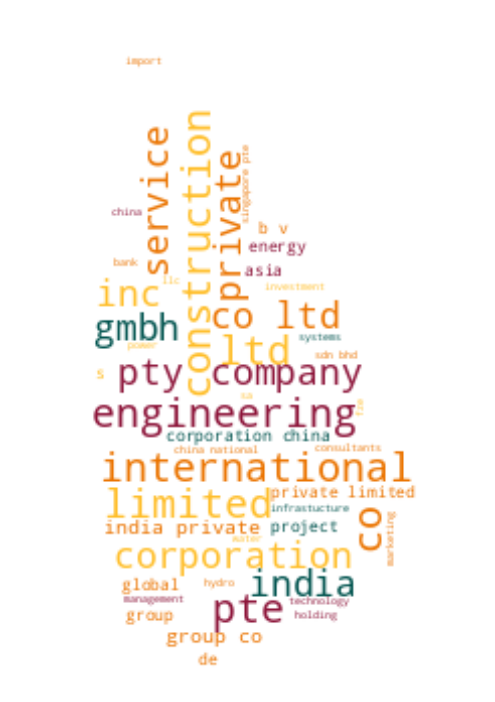 import
service
construction
private
singapore pte
china
b v
energy
bank
asia
llc
investment
inc
co ltd
gmbh
systems
power
ltd
sdn bhd
s
pty company
sa
engineering
fze
corporation china
china national
consultants
international
limited
private limited
infrastucture
co
india private
project
marketing
water
corporation
global
hydro
india
management
pte
technology
group
holding
group co
de